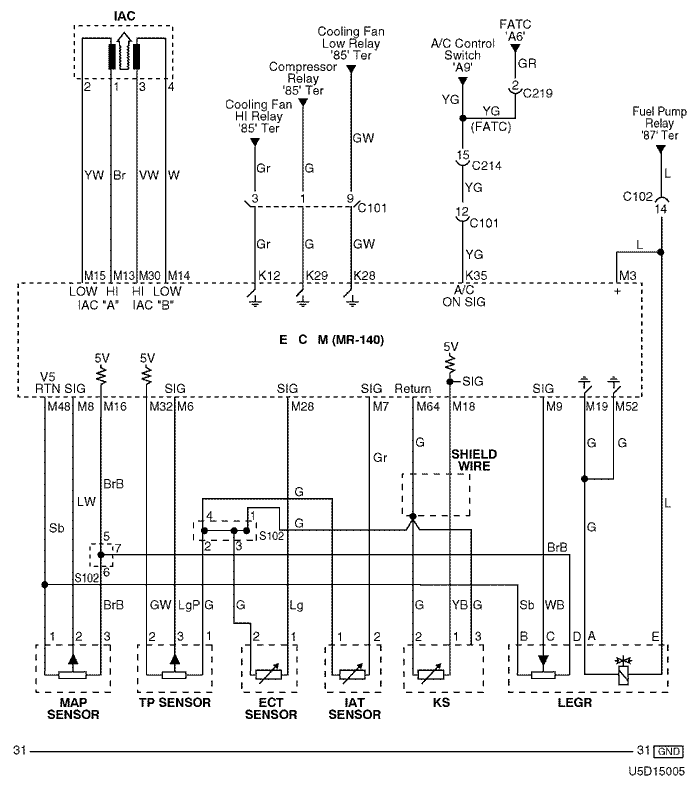 IAC
Cooling Fan
Low Relay
'85' Ter
A/C Control
Switch
'A9'
FATC
'A6'
Compressor
Relay
'85' Ter
Cooling Fan
HI Relay
'85' Ter
Fuel Pump
Relay
'87' Ter
GR
2 C219
2 1 3 4
YG YG
(FATC)
GW
15 C214
YW Br VW W
Gr G
YG
L
C102
14
3 1 9 C101
12 C101
Gr G GW YG
L
M15 M13 M30 M14 K12 K29 K28 K35 M3
LOW HI HI LOW
IAC "A" IAC "B"
A/C
ON SIG
+
E C M (MR-140)
V5
RTN SIG 5V 5V SIG SIG SIG Return 5V SIG SIG
M48 M8 M16 M32 M6 M28 M7 M64 M18 M9 M19 M52
G G G
SHIELD
WIRE
Gr
BrB
LW
G
Sb
4 1 G
S102
2 3
5
7
6
S102
BrB
L
G
BrB GW LgP G G Lg G YB G Sb WB
1 2 3 2 3 1 2 1 1 2 2 1 3 B C D A E
MAP
SENSOR
TP SENSOR
ECT
SENSOR
IAT
SENSOR
KS
LEGR
31 31 GND
U5D15005